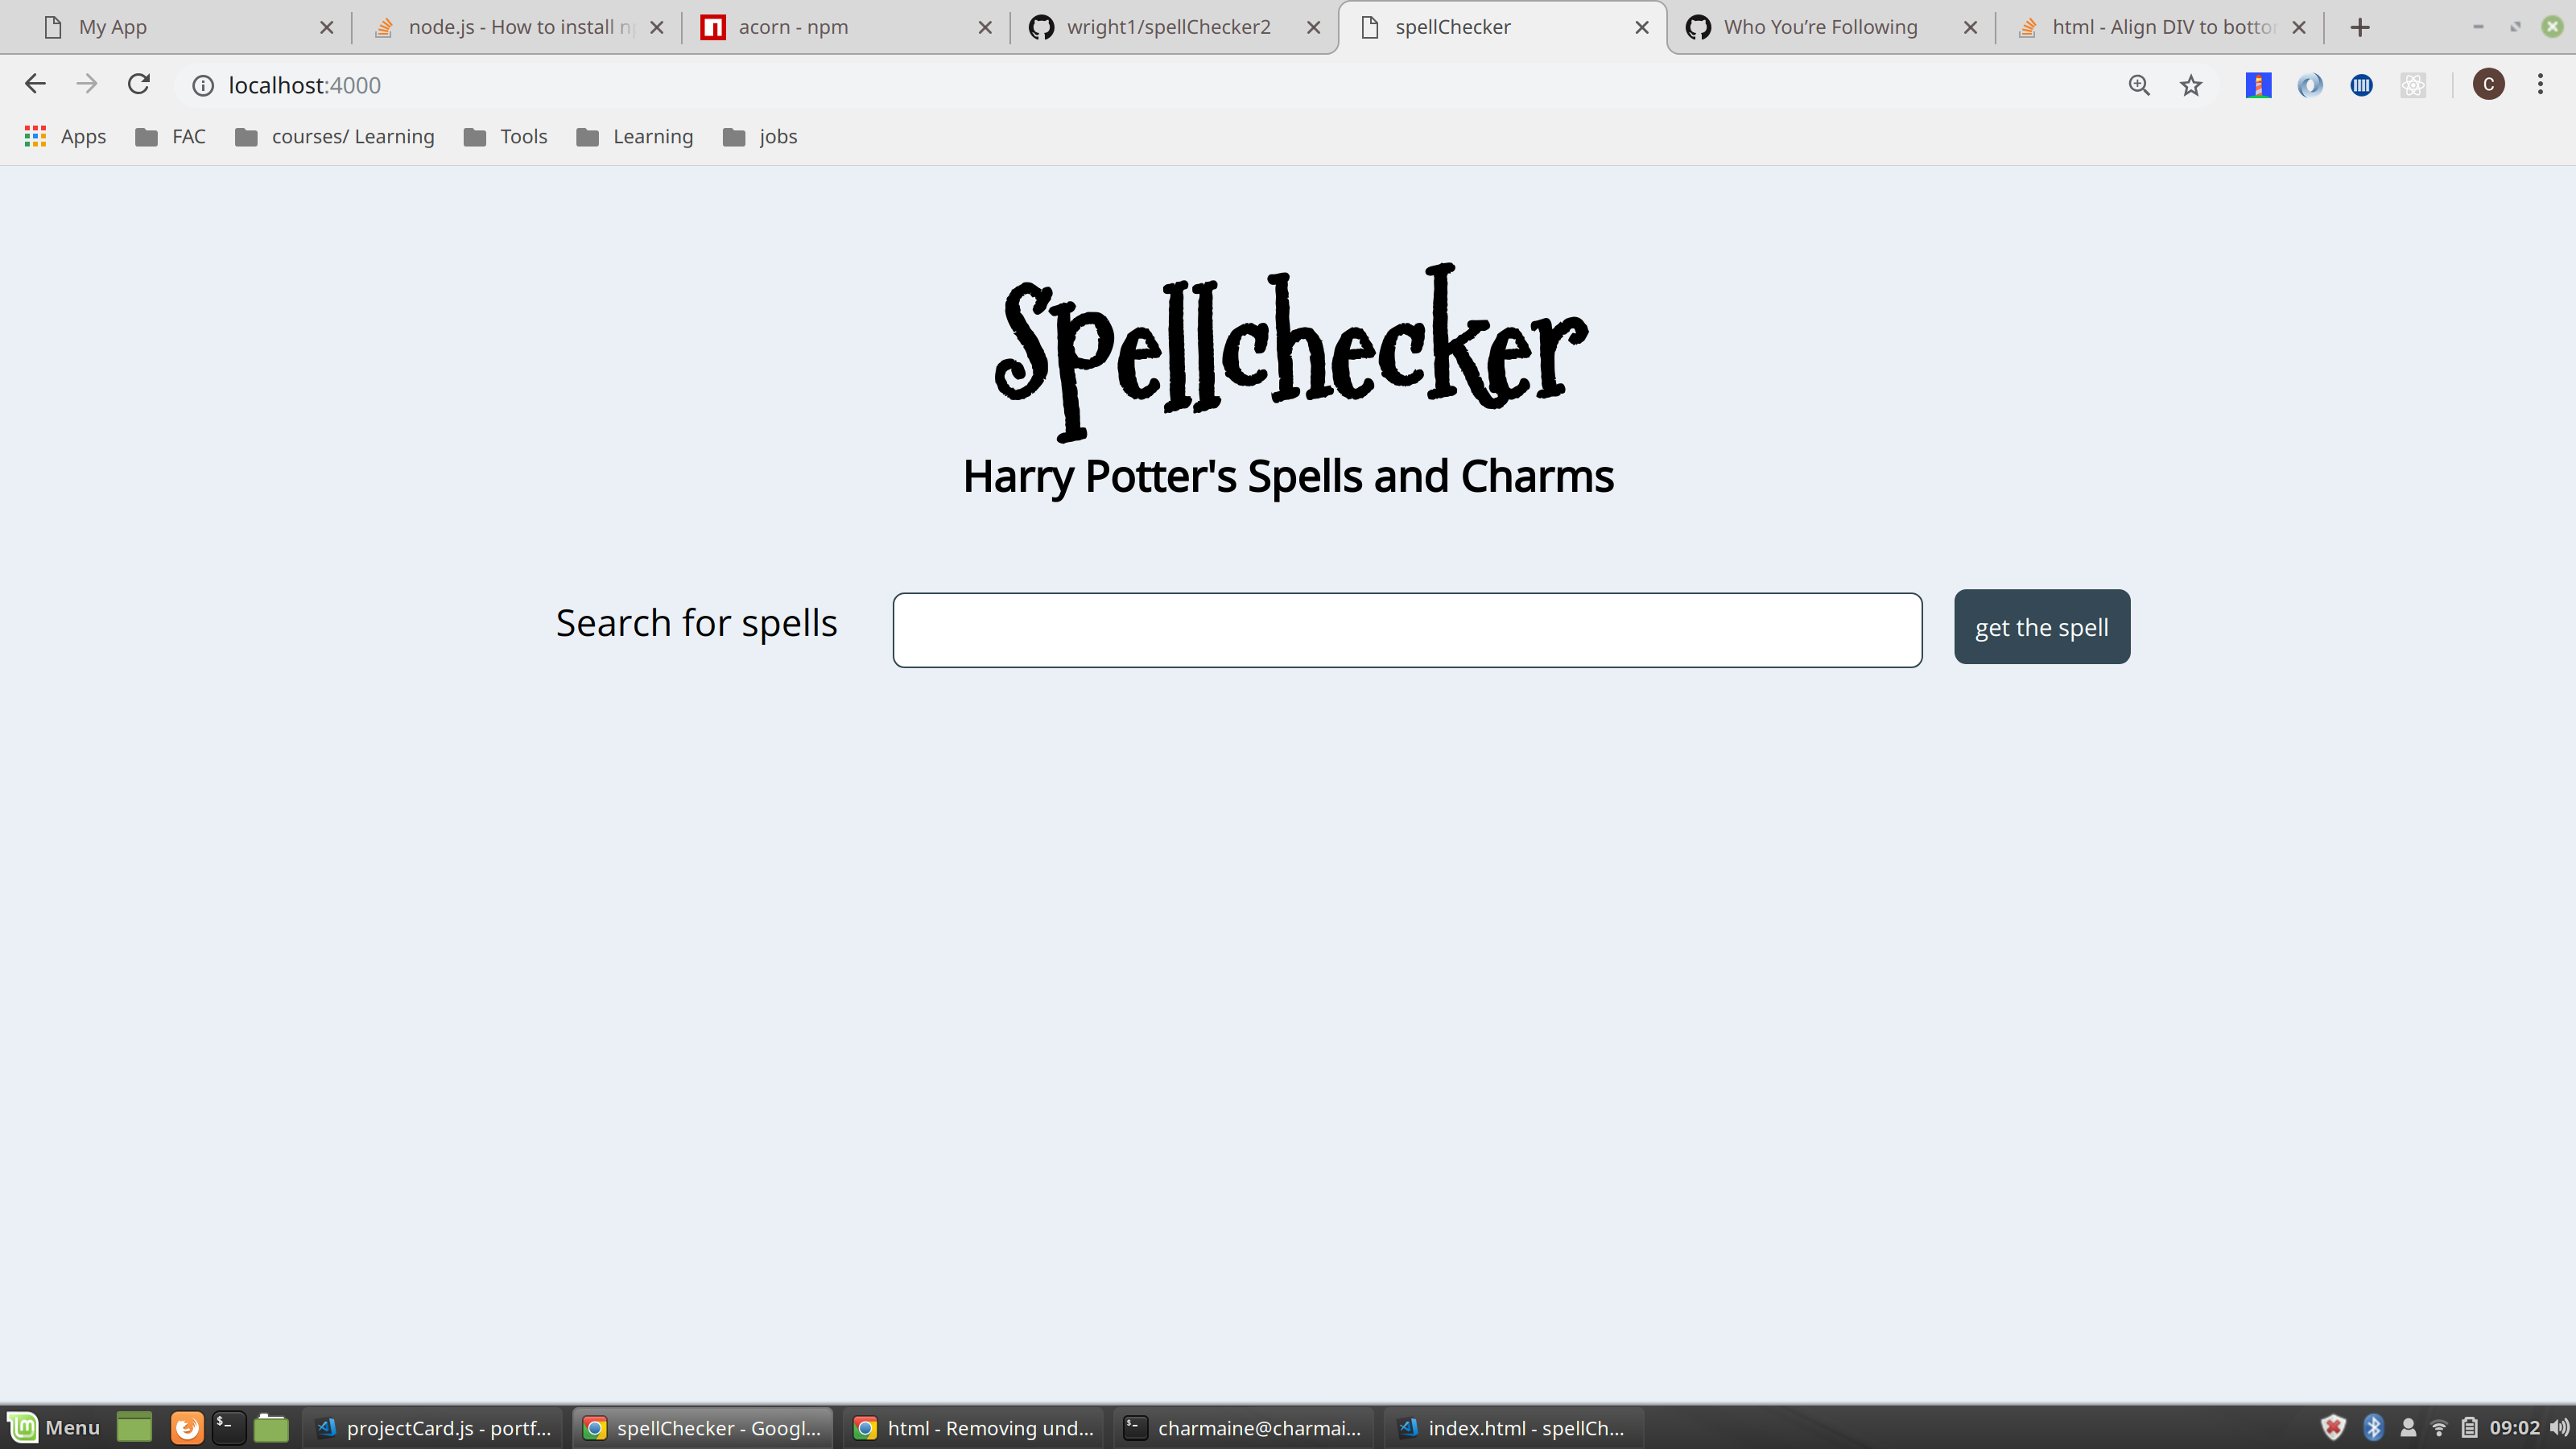 My App
node.js - How to install n
acorn - npm
wright1/spellChecker2
spellChecker
Who You’re Following
html - Align DIV to botto
localhost:4000
C
Apps
FAC
courses/ Learning
Tools
Learning
jobs
Spellchecker
Harry Potter's Spells and Charms
Search for spells
get the spell
Menu
projectCard.js - portf...
spellChecker - Googl...
html - Removing und...
charmaine@charmai...
index.html - spellCh...
09:02